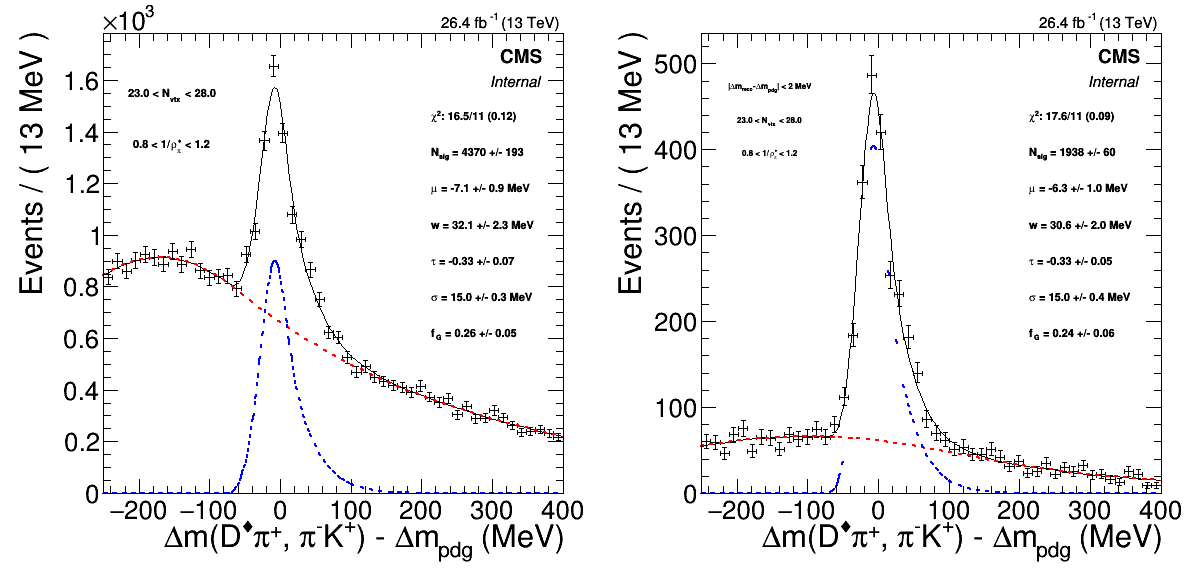 ×10³
26.4 fb⁻¹ (13 TeV)
Events / ( 13 MeV )
CMS
Internal
23.0 < N_vtx < 28.0
0.8 < 1/ρ_π^♦ < 1.2
χ²: 16.5/11 (0.12)
N_sig = 4370 +/- 193
μ = -7.1 +/- 0.9 MeV
w = 32.1 +/- 2.3 MeV
τ = -0.33 +/- 0.07
σ = 15.0 +/- 0.3 MeV
f_G = 0.26 +/- 0.05
1.6
1.4
1.2
1
0.8
0.6
0.4
0.2
0
−200 −100 0 100 200 300 400
Δm(D^♦π⁺, π⁻K⁺) - Δm_pdg (MeV)
26.4 fb⁻¹ (13 TeV)
Events / ( 13 MeV )
CMS
Internal
|Δm_reco-Δm_pdg| < 2 MeV
23.0 < N_vtx < 28.0
0.8 < 1/ρ_π^♦ < 1.2
χ²: 17.6/11 (0.09)
N_sig = 1938 +/- 60
μ = -6.3 +/- 1.0 MeV
w = 30.6 +/- 2.0 MeV
τ = -0.33 +/- 0.05
σ = 15.0 +/- 0.4 MeV
f_G = 0.24 +/- 0.06
500
400
300
200
100
0
−200 −100 0 100 200 300 400
Δm(D^♦π⁺, π⁻K⁺) - Δm_pdg (MeV)